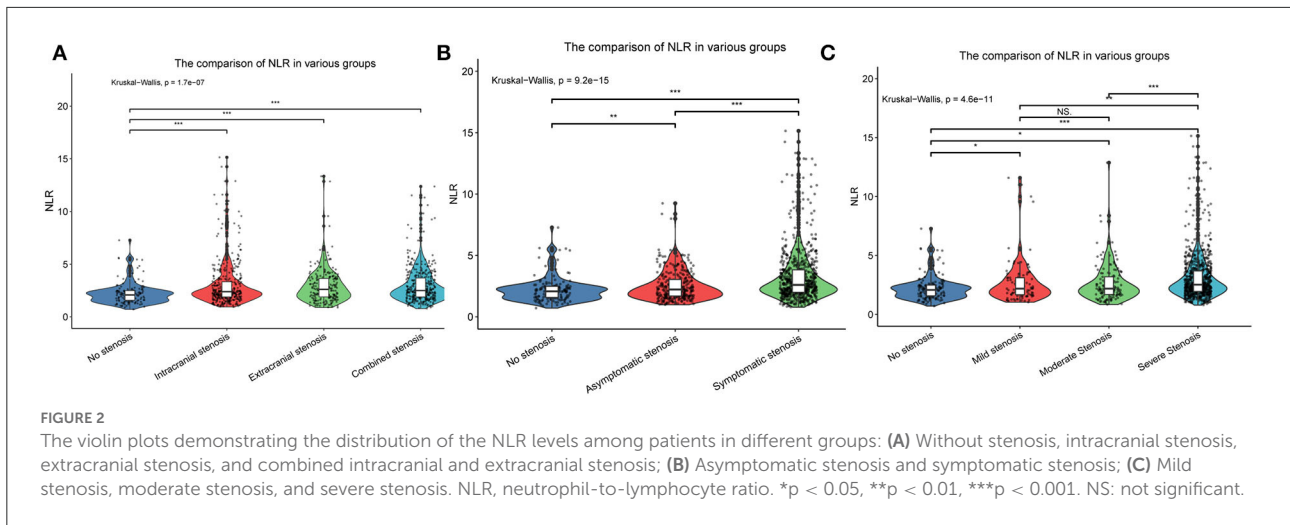 A
The comparison of NLR in various groups
Kruskal−Wallis, p = 1.7e−07
***
***
***
20
15
10
5
0
NLR
No stenosis
Intracranial stenosis
Extracranial stenosis
Combined stenosis
B
The comparison of NLR in various groups
Kruskal−Wallis, p = 9.2e−15
***
***
**
20
15
10
5
0
NLR
No stenosis
Asymptomatic stenosis
Symptomatic stenosis
C
The comparison of NLR in various groups
Kruskal−Wallis, p = 4.6e−11
***
NS.
***
*
*
20
15
10
5
0
NLR
No stenosis
Mild stenosis
Moderate Stenosis
Severe Stenosis
FIGURE 2
The violin plots demonstrating the distribution of the NLR levels among patients in different groups: (A) Without stenosis, intracranial stenosis,
extracranial stenosis, and combined intracranial and extracranial stenosis; (B) Asymptomatic stenosis and symptomatic stenosis; (C) Mild
stenosis, moderate stenosis, and severe stenosis. NLR, neutrophil-to-lymphocyte ratio. *p < 0.05, **p < 0.01, ***p < 0.001. NS: not significant.